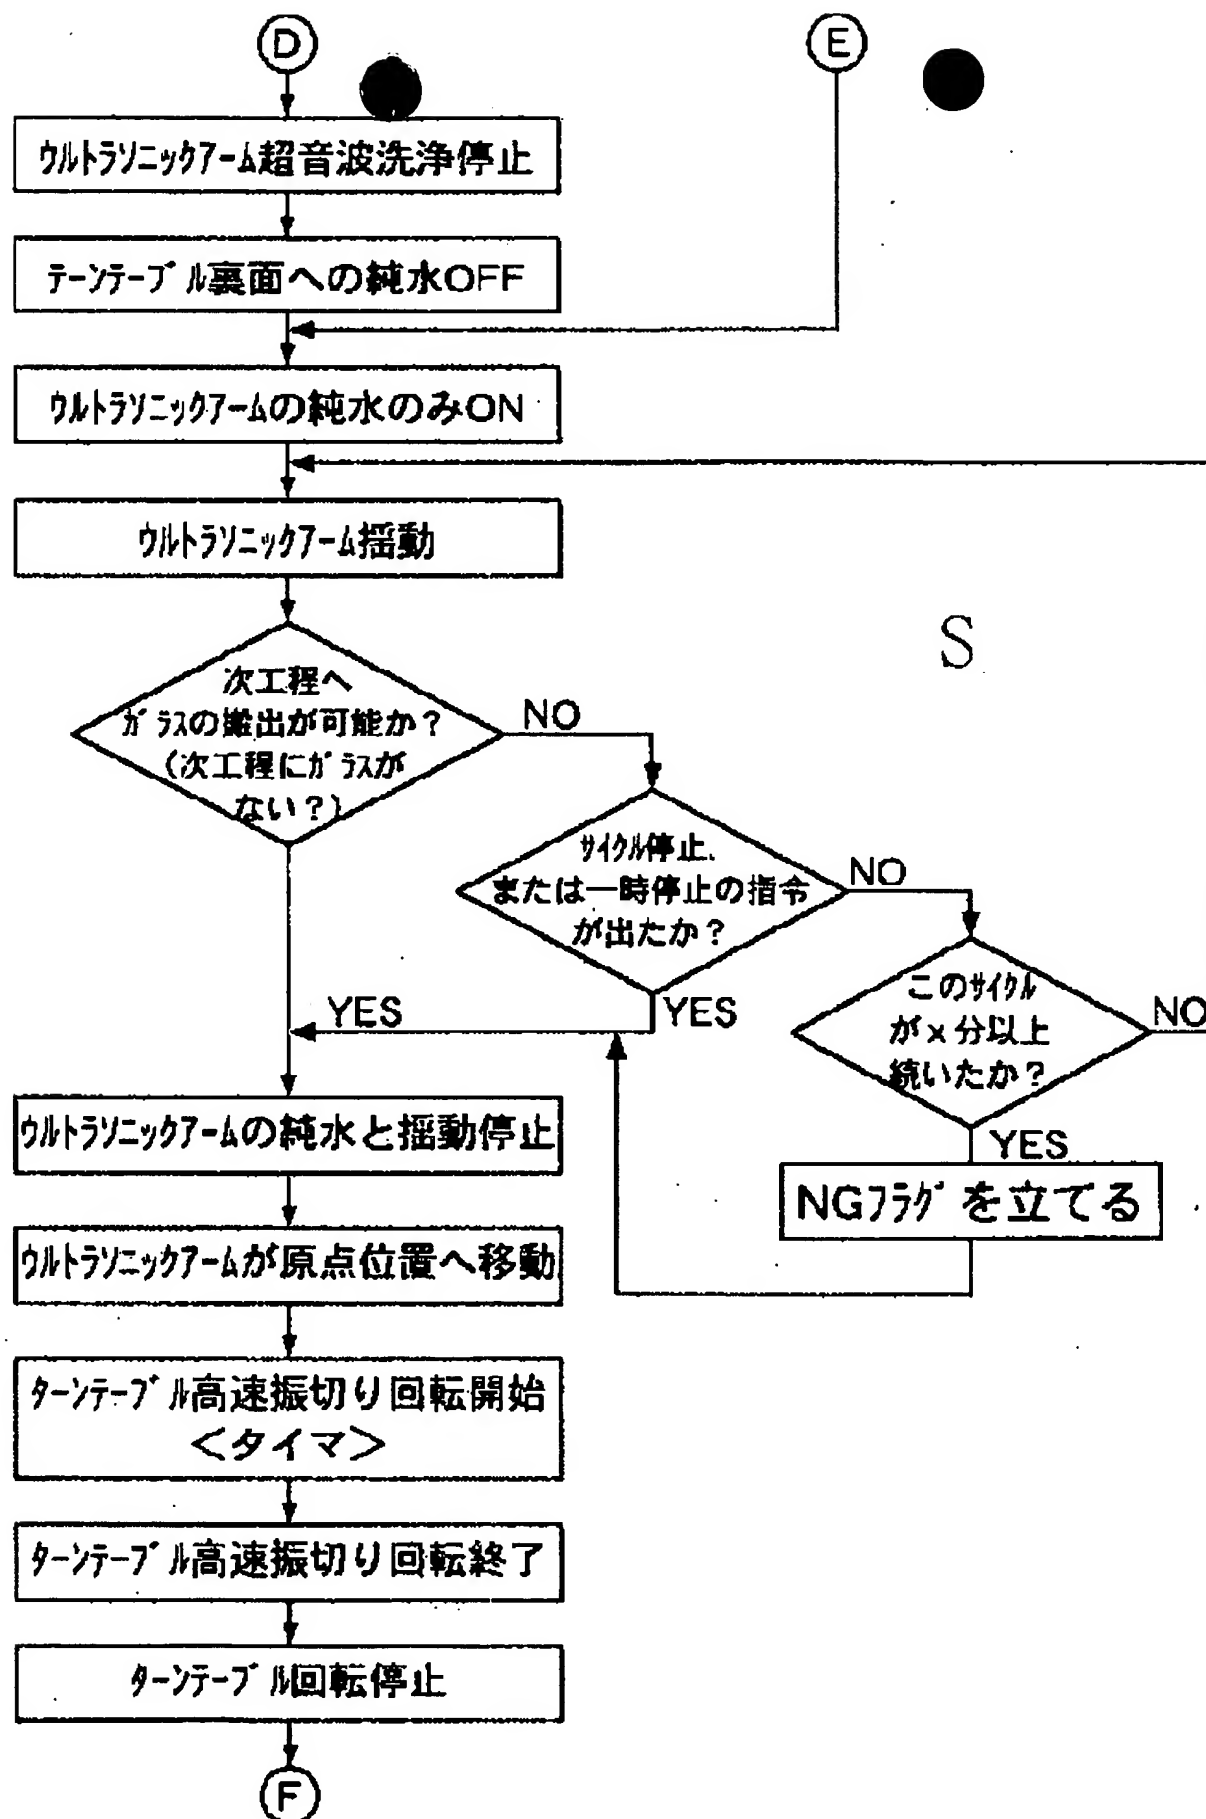 D
E
ウルトラソニックアーム超音波洗浄停止
テーンテーブル裏面への純水OFF
ウルトラソニックアームの純水のみON
ウルトラソニックアーム揺動
S
次工程へ
ガラスの搬出が可能か?
(次工程にガラスが
ない?)
NO
サイクル停止、
または一時停止の指令
が出たか?
NO
このサイクル
がx分以上
続いたか?
NO
YES
YES
YES
ウルトラソニックアームの純水と揺動停止
NGフラグを立てる
ウルトラソニックアームが原点位置へ移動
ターンテーブル高速振切り回転開始
<タイマ>
ターンテーブル高速振切り回転終了
ターンテーブル回転停止
F